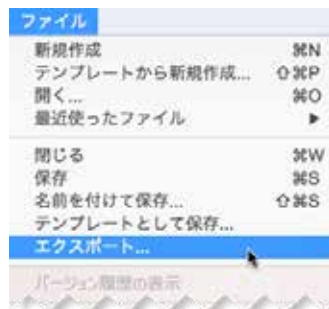 ファイル
新規作成 ⌘N
テンプレートから新規作成... ⇧⌘P
開く... ⌘O
最近使ったファイル ▶
閉じる ⌘W
保存 ⌘S
名前を付けて保存... ⇧⌘S
テンプレートとして保存...
エクスポート...
バージョン履歴の表示